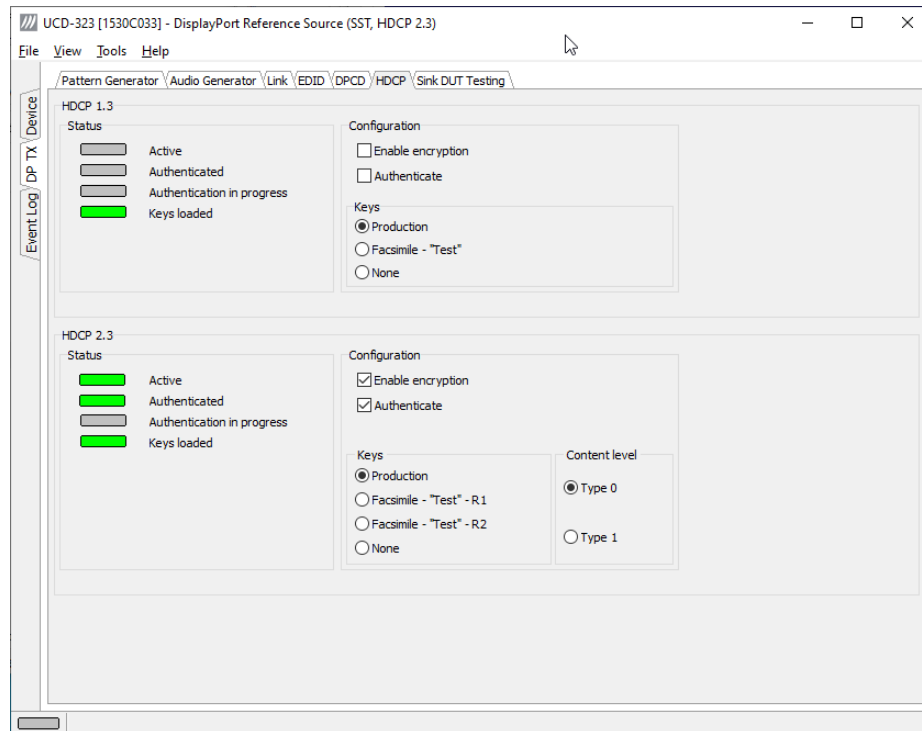 UCD-323 [1530C033] - DisplayPort Reference Source (SST, HDCP 2.3)
File View Tools Help
Pattern Generator Audio Generator Link EDID DPCD HDCP Sink DUT Testing
Device
DP TX
Event Log
HDCP 1.3
Status
Active
Authenticated
Authentication in progress
Keys loaded
Configuration
Enable encryption
Authenticate
Keys
Production
Facsimile - "Test"
None
HDCP 2.3
Status
Active
Authenticated
Authentication in progress
Keys loaded
Configuration
Enable encryption
Authenticate
Keys
Production
Facsimile - "Test" - R1
Facsimile - "Test" - R2
None
Content level
Type 0
Type 1